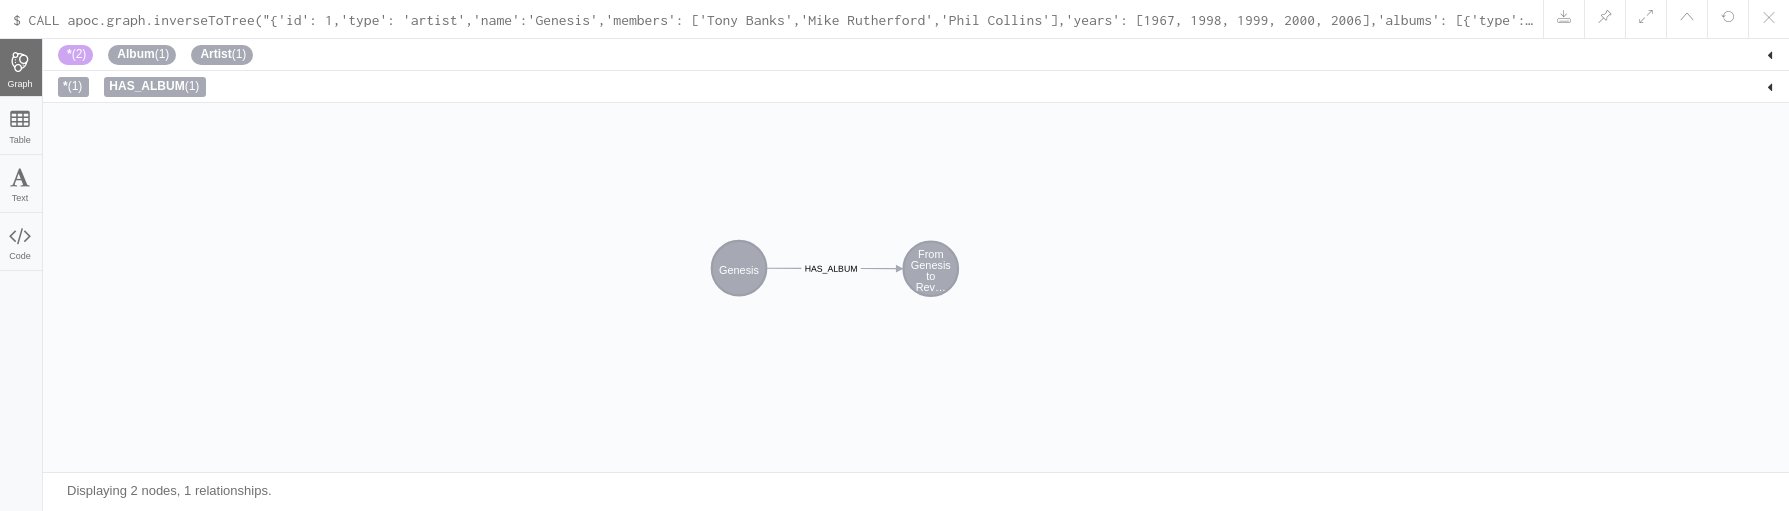 $ CALL apoc.graph.inverseToTree("{'id': 1,'type': 'artist','name':'Genesis','members': ['Tony Banks','Mike Rutherford','Phil Collins'],'years': [1967, 1998, 1999, 2000, 2006],'albums': [{'type':…
*(2) Album(1) Artist(1)
*(1) HAS_ALBUM(1)
Graph
Table
Text
Code
Genesis
HAS_ALBUM
From
Genesis
to
Rev…
Displaying 2 nodes, 1 relationships.